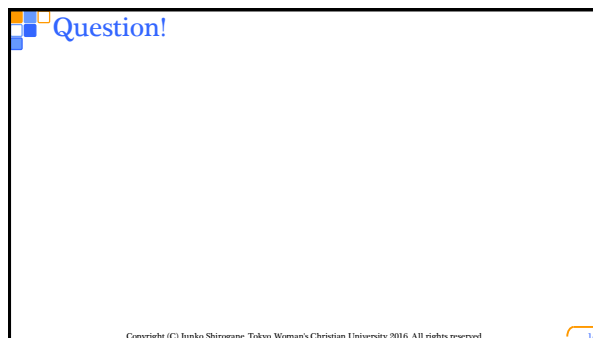 Question!
Copyright (C) Junko Shirogane, Tokyo Woman's Christian University 2016. All rights reserved.